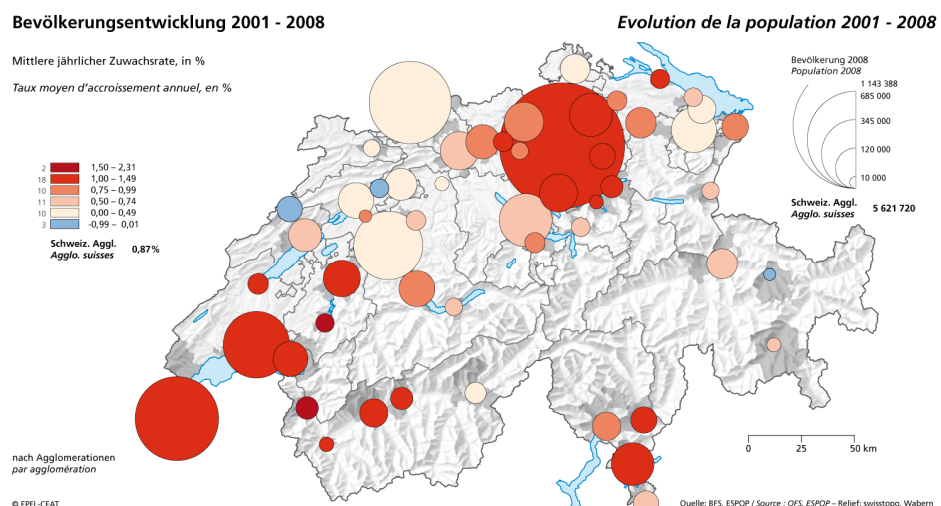 Bevölkerungsentwicklung 2001 - 2008
Evolution de la population 2001 - 2008
Mittlere jährlicher Zuwachsrate, in %
Taux moyen d’accroissement annuel, en %
Bevölkerung 2008
Population 2008
1 143 388
685 000
345 000
120 000
10 000
Schweiz. Aggl.
Agglo. suisses 5 621 720
2 1,50 – 2,31
18 1,00 – 1,49
10 0,75 – 0,99
11 0,50 – 0,74
10 0,00 – 0,49
3 -0,99 – 0,01
Schweiz. Aggl.
Agglo. suisses 0,87%
nach Agglomerationen
par agglomération
0 25 50 km
© EPFL-CEAT
Quelle: BFS, ESPOP / Source : OFS, ESPOP – Relief: swisstopo, Wabern